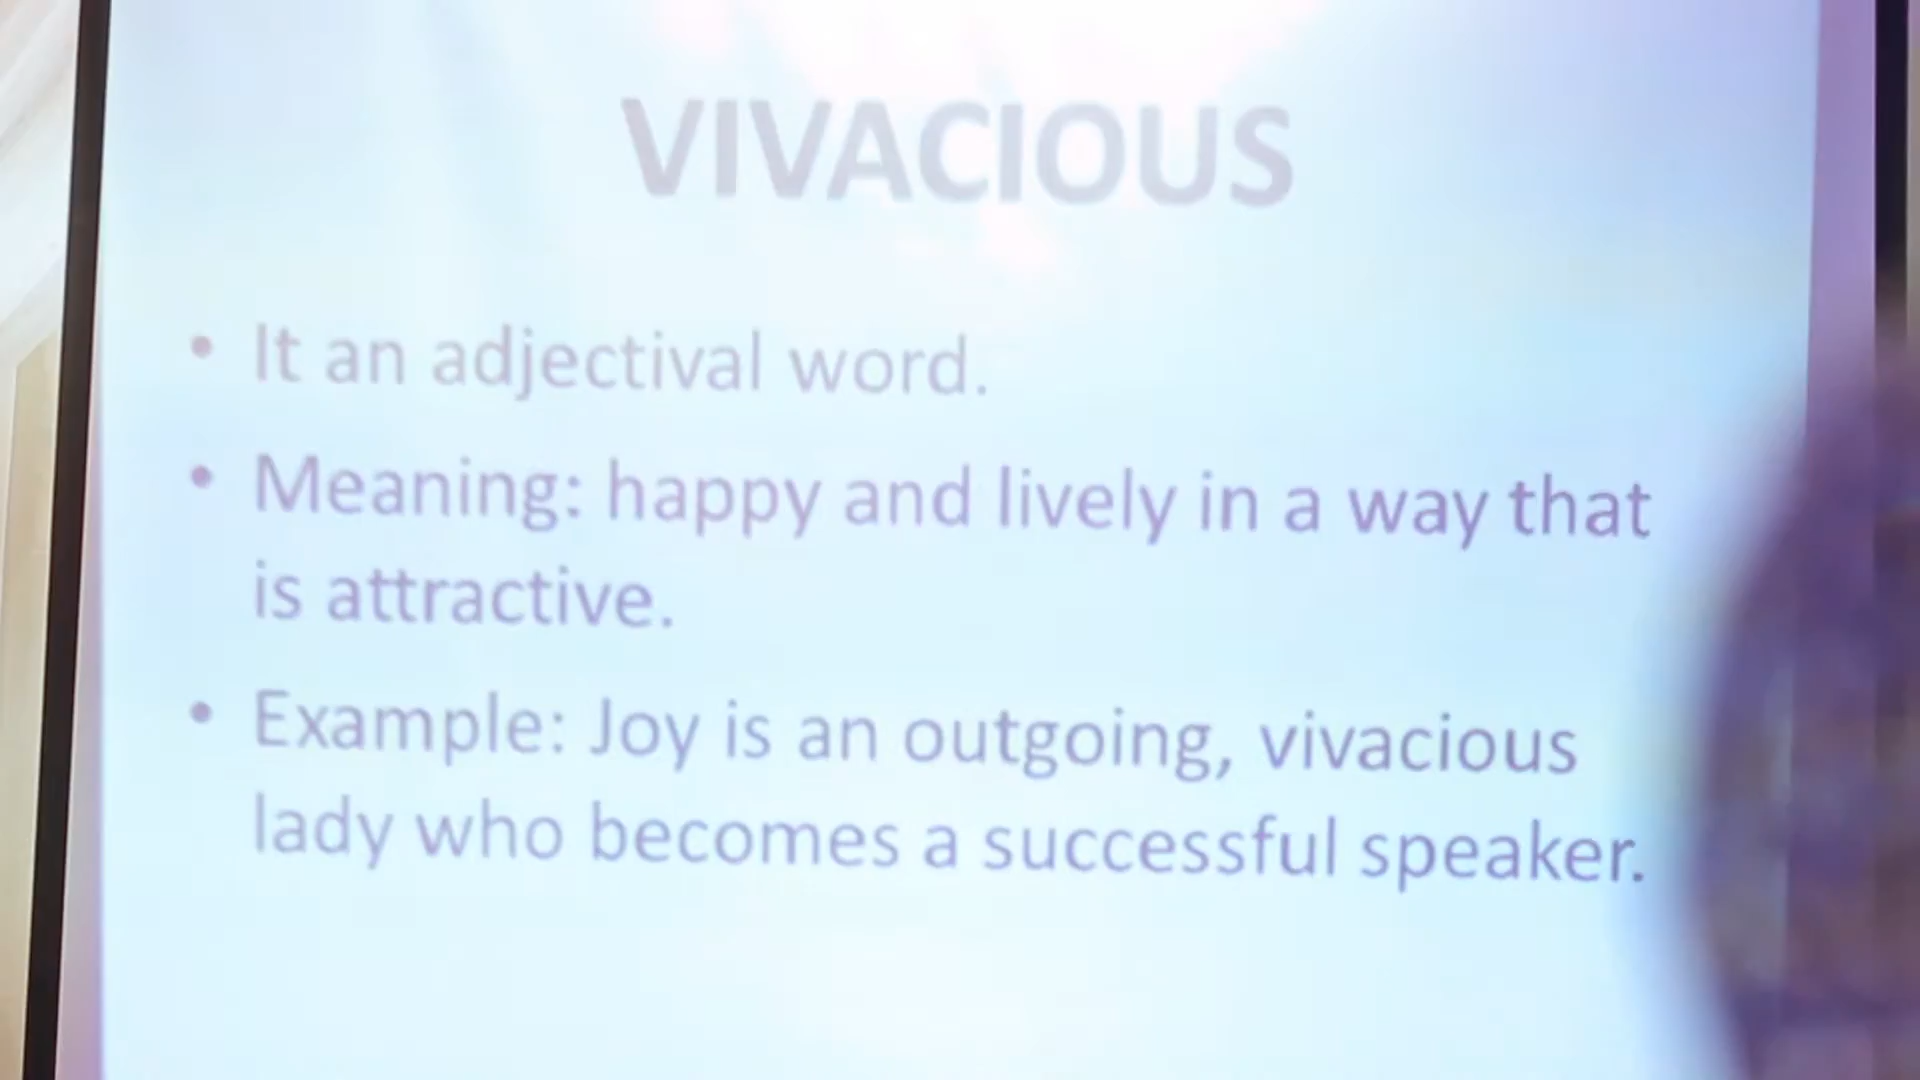 VIVACIOUS
• It an adjectival word.
• Meaning: happy and lively in a way that
is attractive.
• Example: Joy is an outgoing, vivacious
lady who becomes a successful speaker.